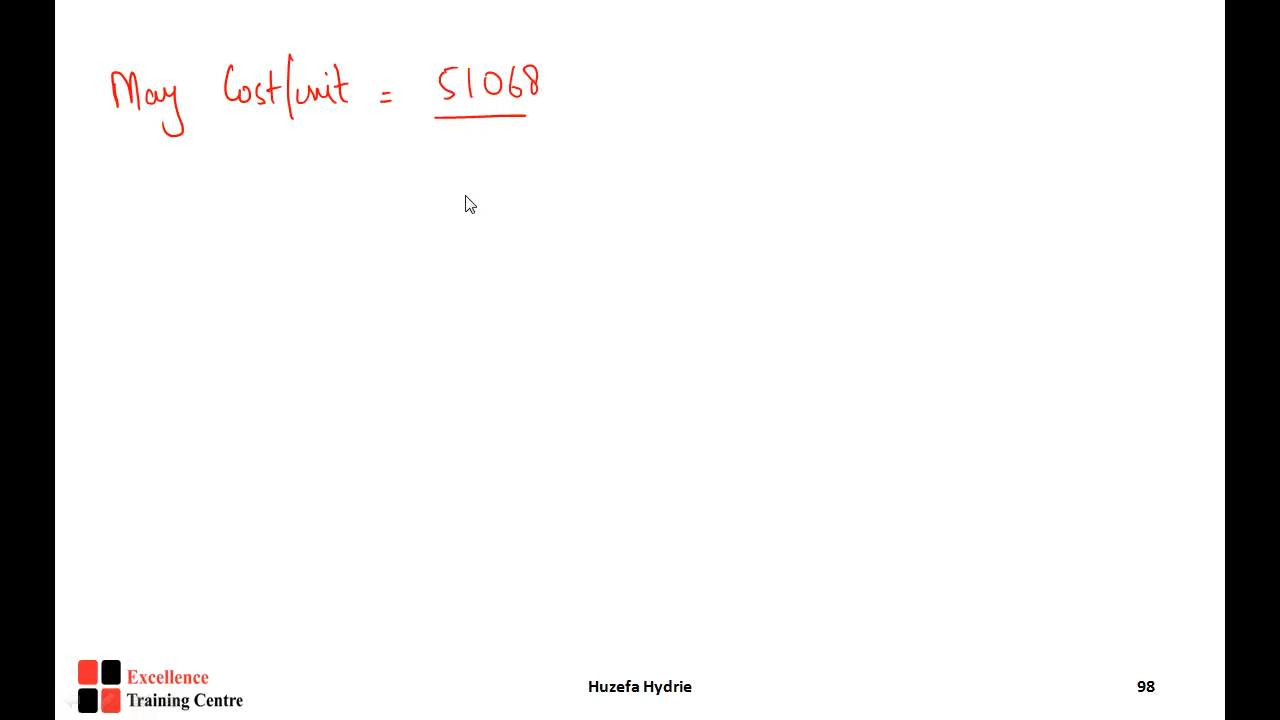 May Cost/unit = 51068
Excellence
Training Centre
Huzefa Hydrie
98